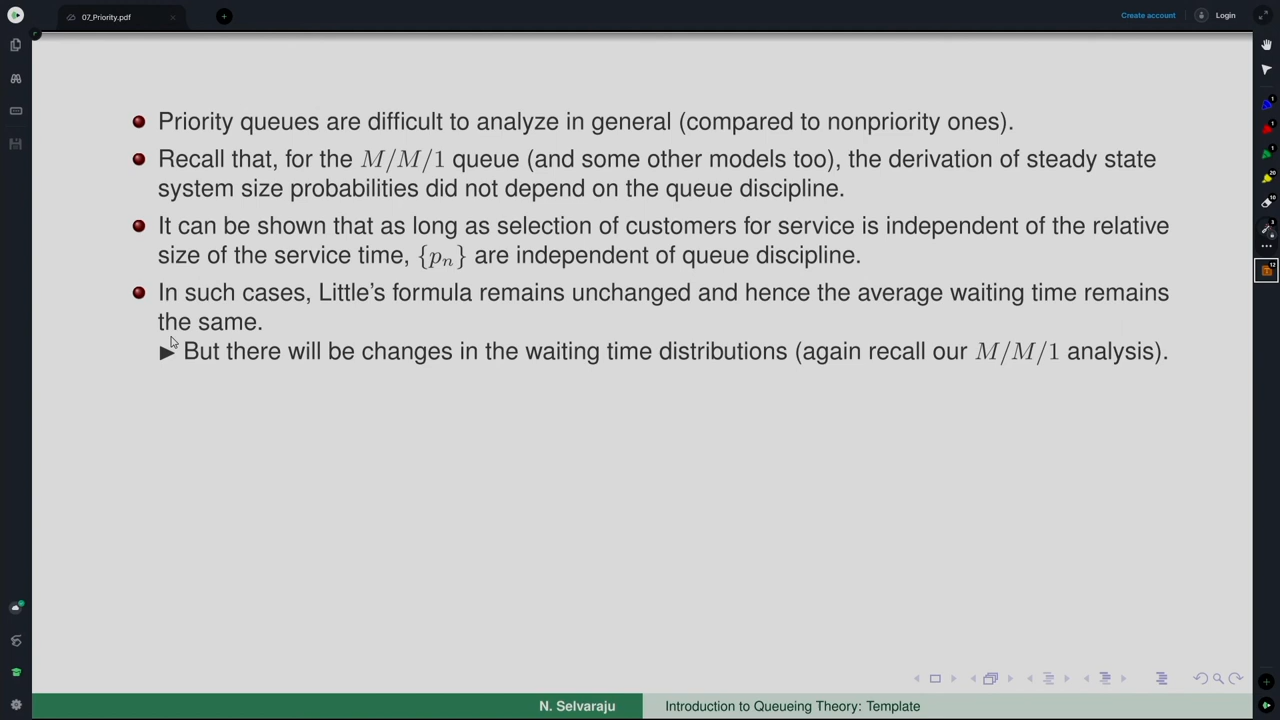 07_Priority.pdf
Create account
Login
Priority queues are difficult to analyze in general (compared to nonpriority ones).
Recall that, for the M/M/1 queue (and some other models too), the derivation of steady state
system size probabilities did not depend on the queue discipline.
It can be shown that as long as selection of customers for service is independent of the relative
size of the service time, {pₙ} are independent of queue discipline.
In such cases, Little's formula remains unchanged and hence the average waiting time remains
the same.
But there will be changes in the waiting time distributions (again recall our M/M/1 analysis).
N. Selvaraju
Introduction to Queueing Theory: Template